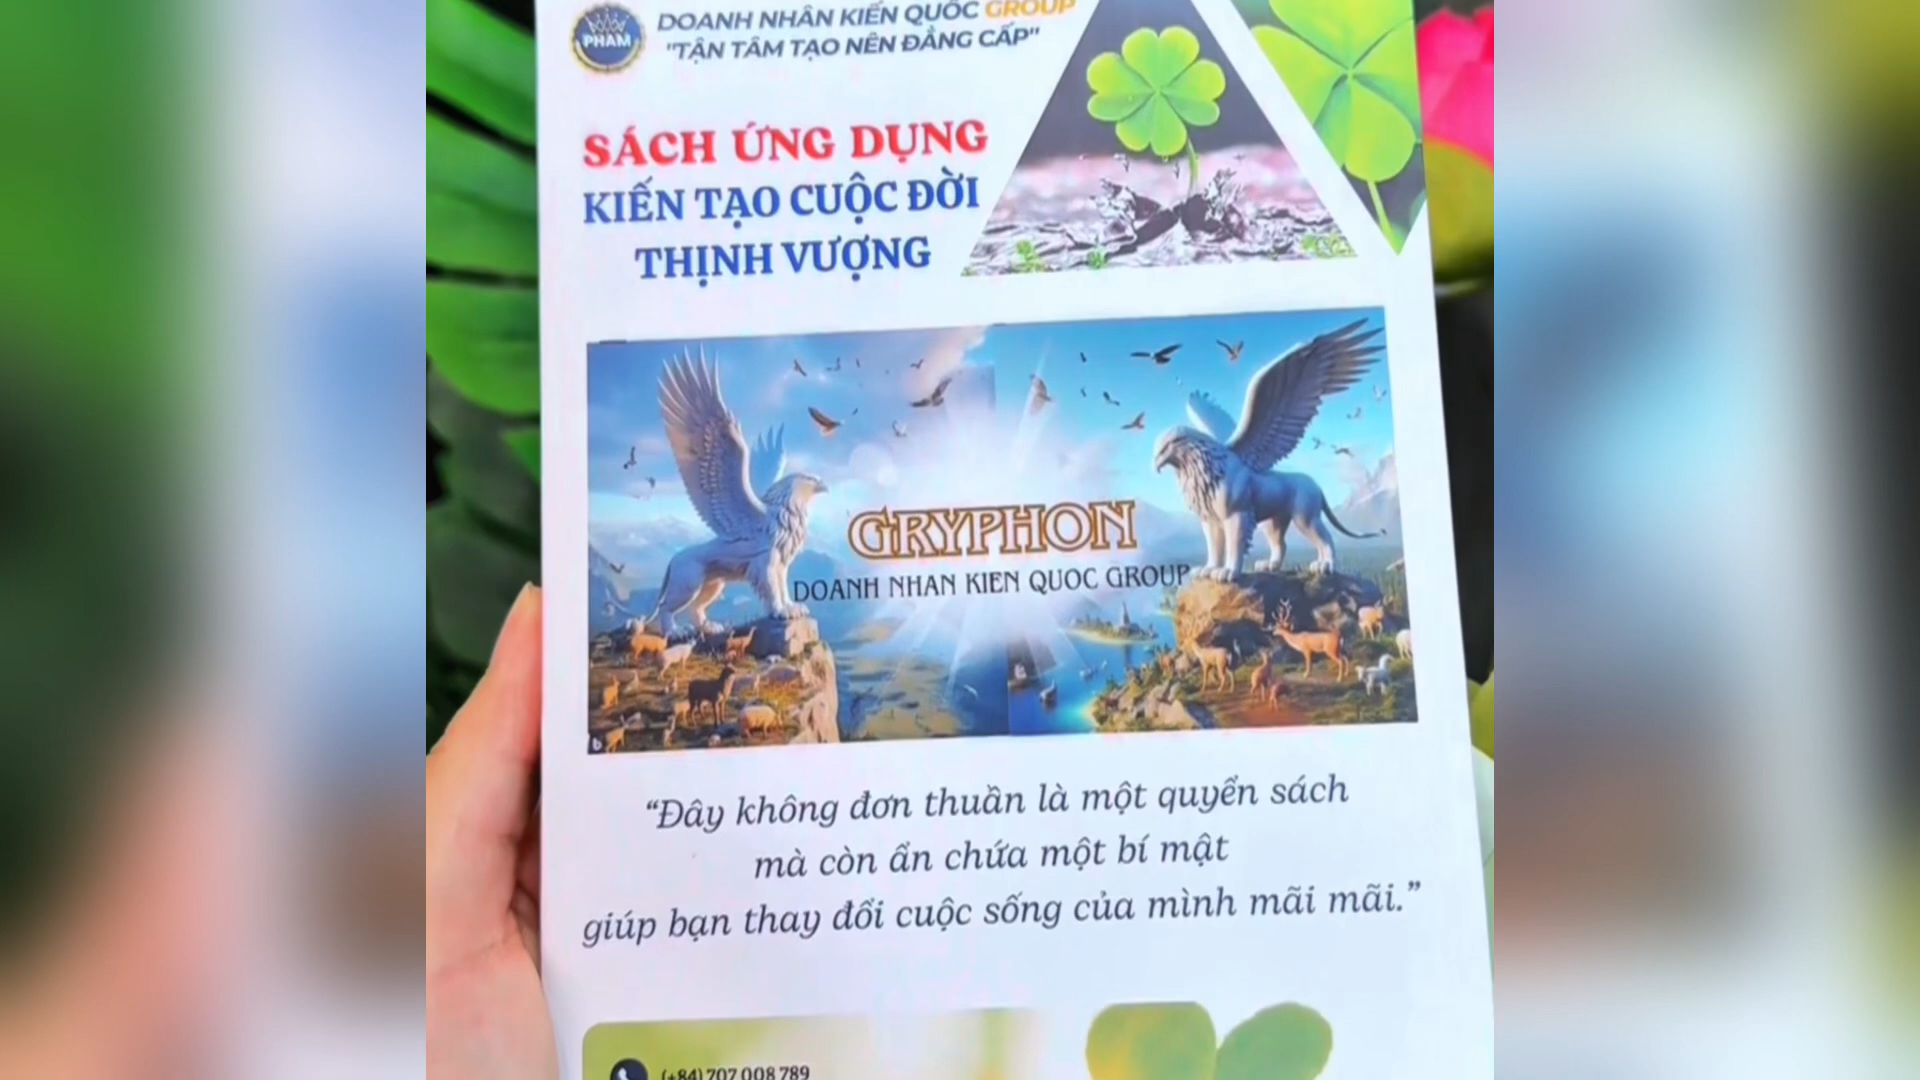 PHAM
DOANH NHÂN KIẾN QUỐC GROUP
"TẬN TÂM TẠO NÊN ĐẲNG CẤP"
SÁCH ỨNG DỤNG
KIẾN TẠO CUỘC ĐỜI
THỊNH VƯỢNG
GRYPHON
DOANH NHAN KIEN QUOC GROUP
b
“Đây không đơn thuần là một quyển sách
mà còn ẩn chứa một bí mật
giúp bạn thay đổi cuộc sống của mình mãi mãi.”
(+84) 707 008 789